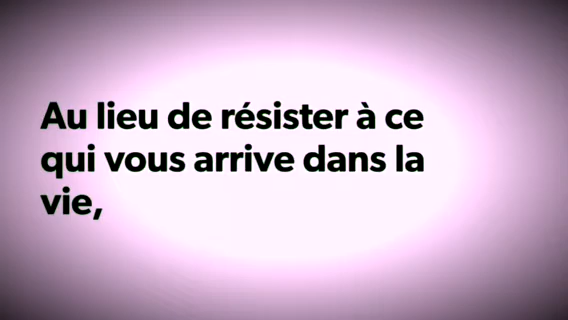 Au lieu de résister à ce
qui vous arrive dans la
vie,